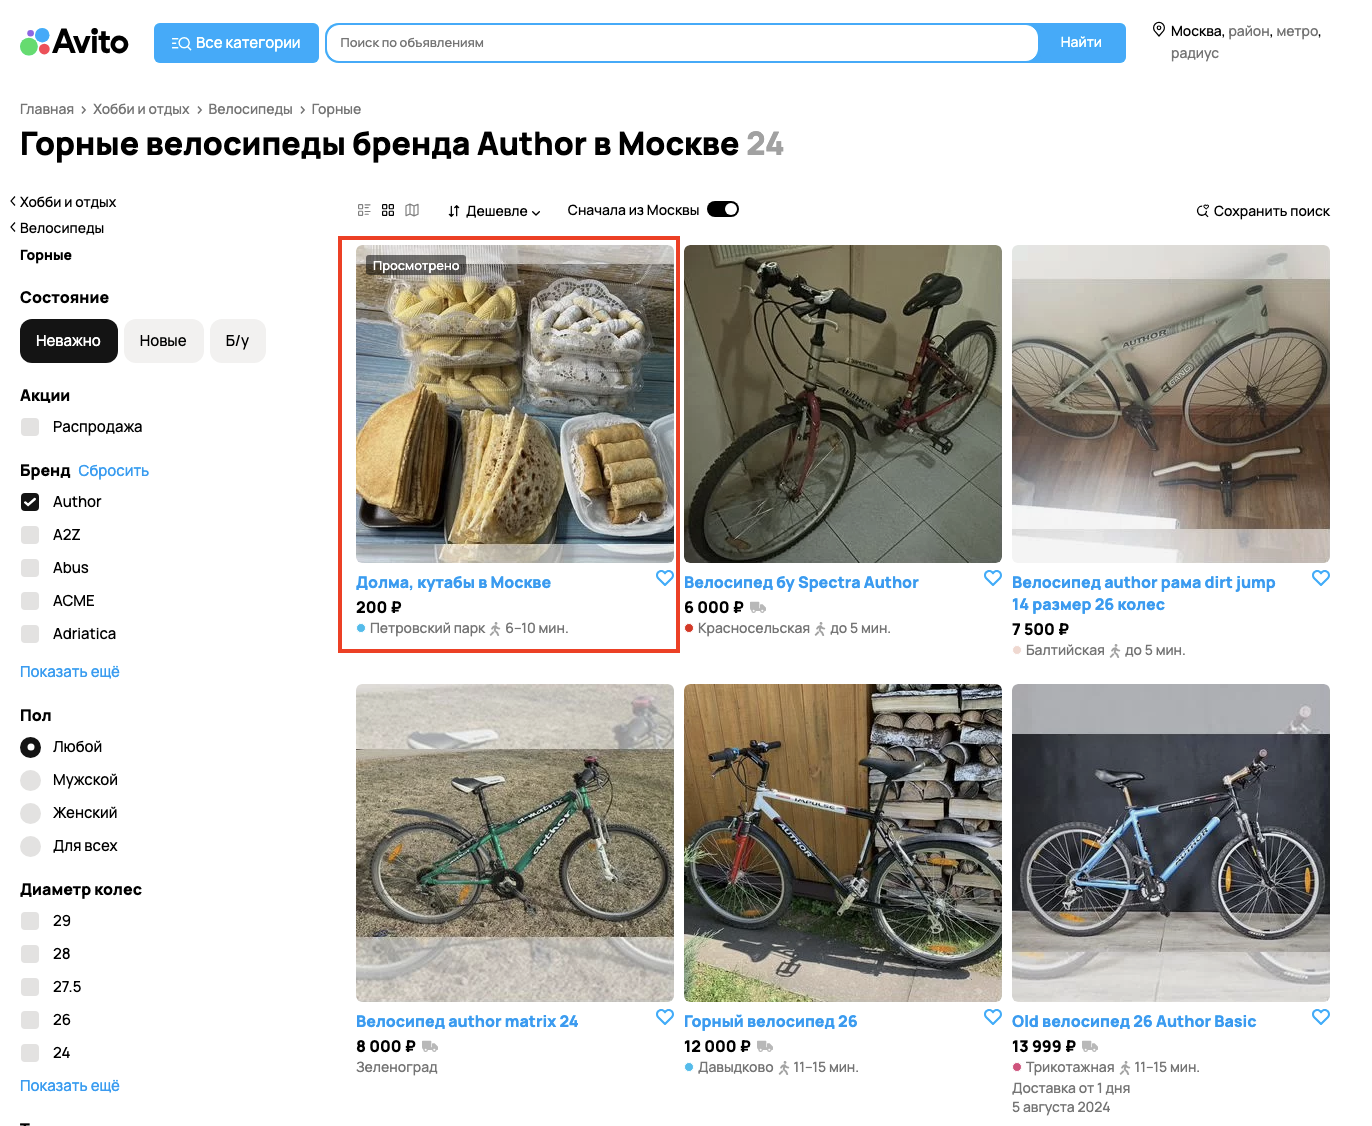 Avito
Все категории
Поиск по объявлениям
Найти
Москва, район, метро,
радиус
Главная > Хобби и отдых > Велосипеды > Горные
Горные велосипеды бренда Author в Москве 24
Хобби и отдых
Велосипеды
Горные
Состояние
Неважно
Новые
Б/у
Акции
Распродажа
Бренд Сбросить
Author
A2Z
Abus
ACME
Adriatica
Показать ещё
Пол
Любой
Мужской
Женский
Для всех
Диаметр колес
29
28
27.5
26
24
Показать ещё
Дешевле
Сначала из Москвы
Сохранить поиск
Просмотрено
Долма, кутабы в Москве
200 ₽
Петровский парк 6–10 мин.
AUTHOR
Велосипед бу Spectra Author
6 000 ₽
Красносельская до 5 мин.
AUTHOR
Велосипед author рама dirt jump
14 размер 26 колес
7 500 ₽
Балтийская до 5 мин.
author
Велосипед author matrix 24
8 000 ₽
Зеленоград
IMPULSE
AUTHOR
Горный велосипед 26
12 000 ₽
Давыдково 11–15 мин.
AUTHOR
Old велосипед 26 Author Basic
13 999 ₽
Трикотажная 11–15 мин.
Доставка от 1 дня
5 августа 2024